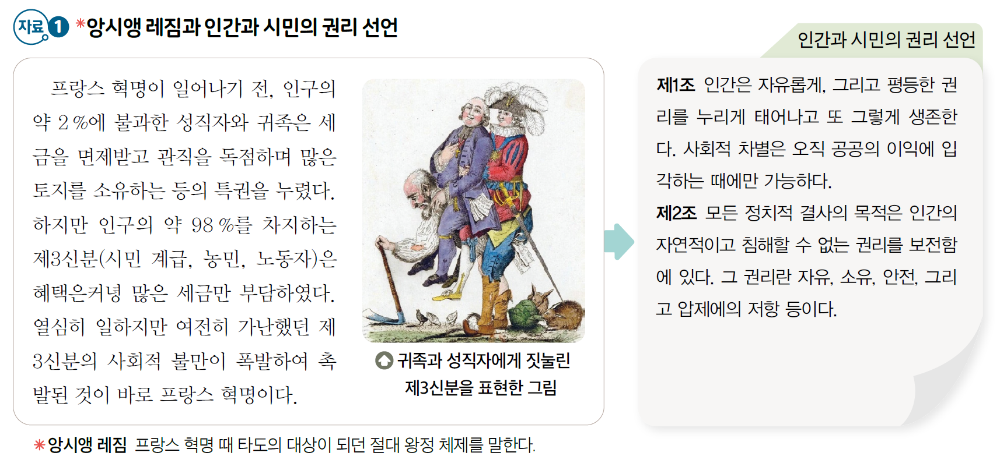 자료 1 *앙시앵 레짐과 인간과 시민의 권리 선언
프랑스 혁명이 일어나기 전, 인구의
약 2%에 불과한 성직자와 귀족은 세
금을 면제받고 관직을 독점하며 많은
토지를 소유하는 등의 특권을 누렸다.
하지만 인구의 약 98%를 차지하는
제3신분(시민 계급, 농민, 노동자)은
혜택은커녕 많은 세금만 부담하였다.
열심히 일하지만 여전히 가난했던 제
3신분의 사회적 불만이 폭발하여 촉
발된 것이 바로 프랑스 혁명이다.
귀족과 성직자에게 짓눌린
제3신분을 표현한 그림
인간과 시민의 권리 선언
제1조 인간은 자유롭게, 그리고 평등한 권
리를 누리게 태어나고 또 그렇게 생존한
다. 사회적 차별은 오직 공공의 이익에 입
각하는 때에만 가능하다.
제2조 모든 정치적 결사의 목적은 인간의
자연적이고 침해할 수 없는 권리를 보전함
에 있다. 그 권리란 자유, 소유, 안전, 그리
고 압제에의 저항 등이다.
*앙시앵 레짐 프랑스 혁명 때 타도의 대상이 되던 절대 왕정 체제를 말한다.